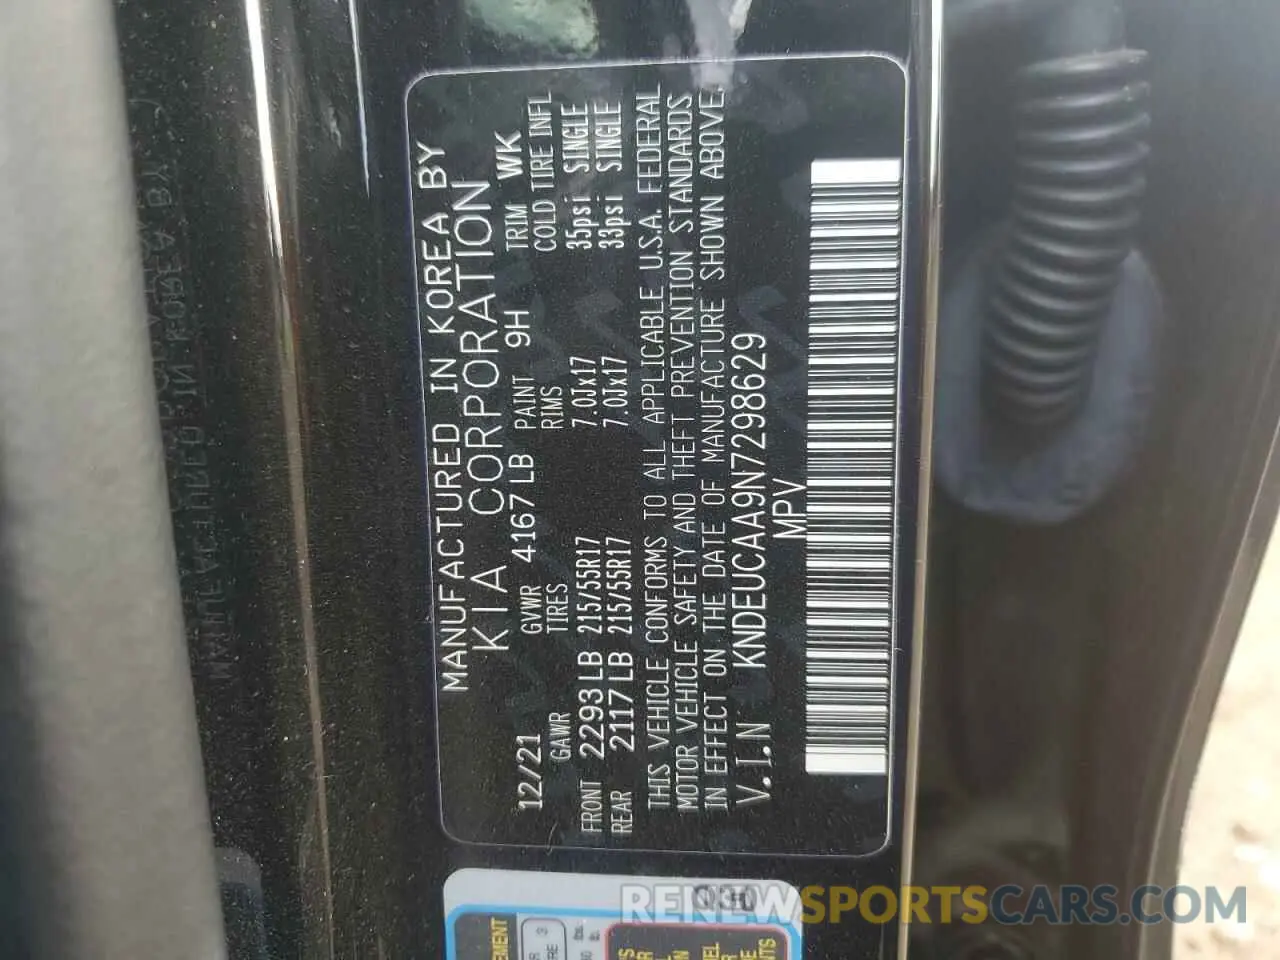 MANUFACTURED IN KOREA BY
KIA CORPORATION
12/21 GVWR 4167 LB PAINT 9H TRIM WK
GAWR TIRES RIMS COLD TIRE INFL
FRONT 2293 LB 215/55R17 7.0Jx17 35psi SINGLE
REAR 2117 LB 215/55R17 7.0Jx17 33psi SINGLE
THIS VEHICLE CONFORMS TO ALL APPLICABLE U.S.A. FEDERAL
MOTOR VEHICLE SAFETY AND THEFT PREVENTION STANDARDS
IN EFFECT ON THE DATE OF MANUFACTURE SHOWN ABOVE.
V.I.N KNDEUCAA9N7298629
MPV
RENEWSPORTSCARS.COM